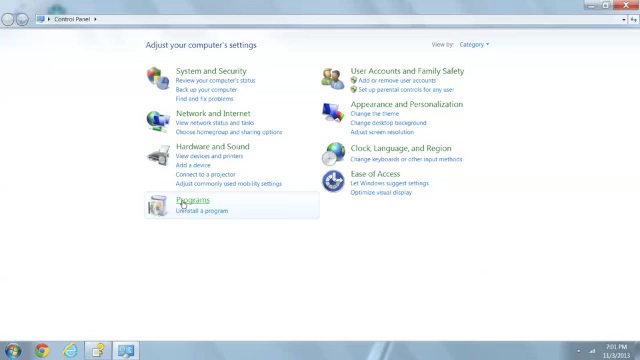 Control Panel
Adjust your computer's settings
View by: Category
System and Security
Review your computer's status
Back up your computer
Find and fix problems
Network and Internet
View network status and tasks
Choose homegroup and sharing options
Hardware and Sound
View devices and printers
Add a device
Connect to a projector
Adjust commonly used mobility settings
Programs
Uninstall a program
User Accounts and Family Safety
Add or remove user accounts
Set up parental controls for any user
Appearance and Personalization
Change the theme
Change desktop background
Adjust screen resolution
Clock, Language, and Region
Change keyboards or other input methods
Ease of Access
Let Windows suggest settings
Optimize visual display
7:01 PM
11/3/2013